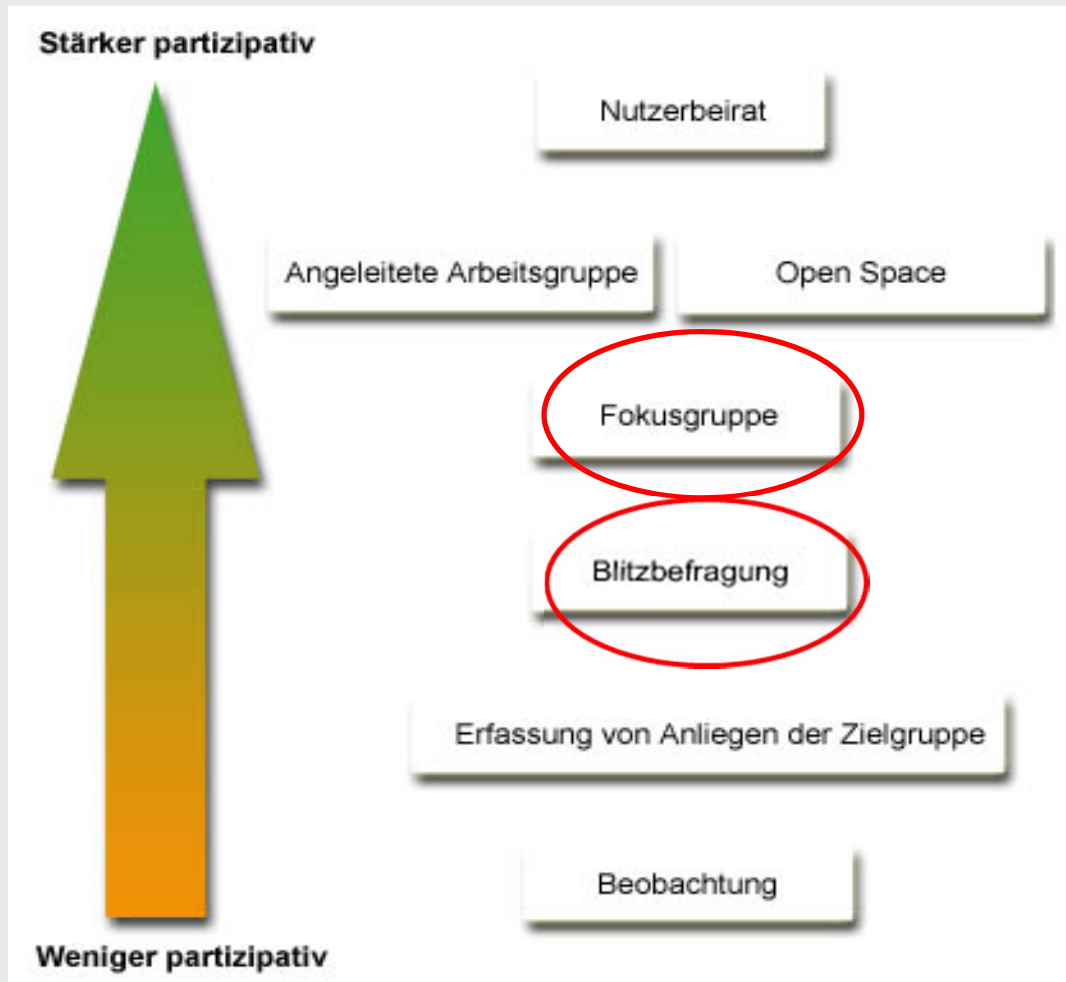 Stärker partizipativ
Nutzerbeirat
Angeleitete Arbeitsgruppe
Open Space
Fokusgruppe
Blitzbefragung
Erfassung von Anliegen der Zielgruppe
Beobachtung
Weniger partizipativ